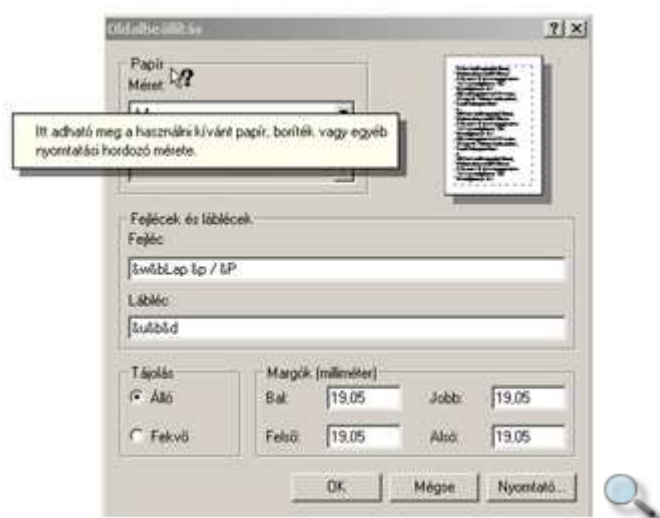 Oldalbeállítás
Papír
Méret:
Itt adható meg a használni kívánt papír, boríték vagy egyéb
nyomtatási hordozó mérete.
Fejlécek és láblécek
Fejléc
&w&bLap &p / &P
Lábléc
&u&b&d
Tájolás
Álló
Fekvő
Margók (milliméter)
Bal: 19,05 Jobb: 19,05
Felső: 19,05 Alsó: 19,05
OK Mégse Nyomtató...